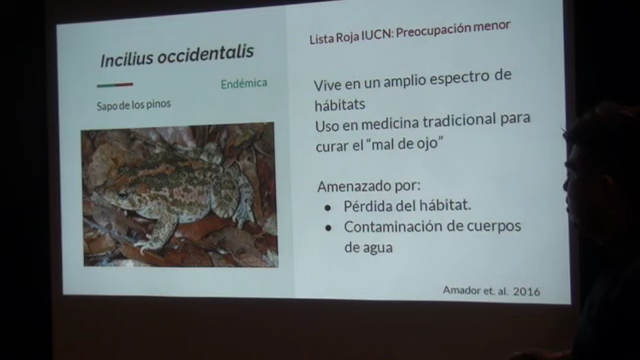 Incilius occidentalis
Endémica
Sapo de los pinos
Lista Roja IUCN: Preocupación menor
Vive en un amplio espectro de
hábitats
Uso en medicina tradicional para
curar el “mal de ojo”
Amenazado por:
● Pérdida del hábitat.
● Contaminación de cuerpos
de agua
Amador et. al. 2016